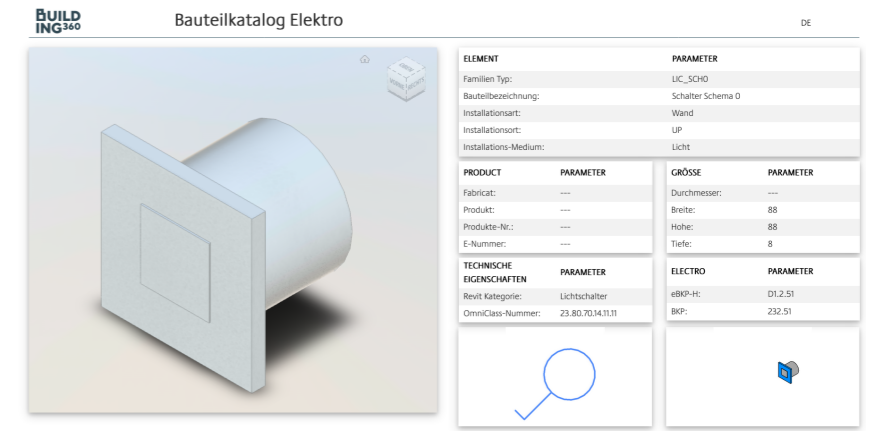 BUILD
ING360
Bauteilkatalog Elektro
DE
ELEMENT PARAMETER
Familien Typ: LIC_SCH0
Bauteilbezeichnung: Schalter Schema 0
Installationsart: Wand
Installationsort: UP
Installations-Medium: Licht
PRODUCT PARAMETER
Fabricat: ---
Produkt: ---
Produkte-Nr.: ---
E-Nummer: ---
GRÖSSE PARAMETER
Durchmesser: ---
Breite: 88
Hohe: 88
Tiefe: 8
TECHNISCHE
EIGENSCHAFTEN PARAMETER
Revit Kategorie: Lichtschalter
OmniClass-Nummer: 23.80.70.14.11.11
ELECTRO PARAMETER
eBKP-H: D1.2.51
BKP: 232.51